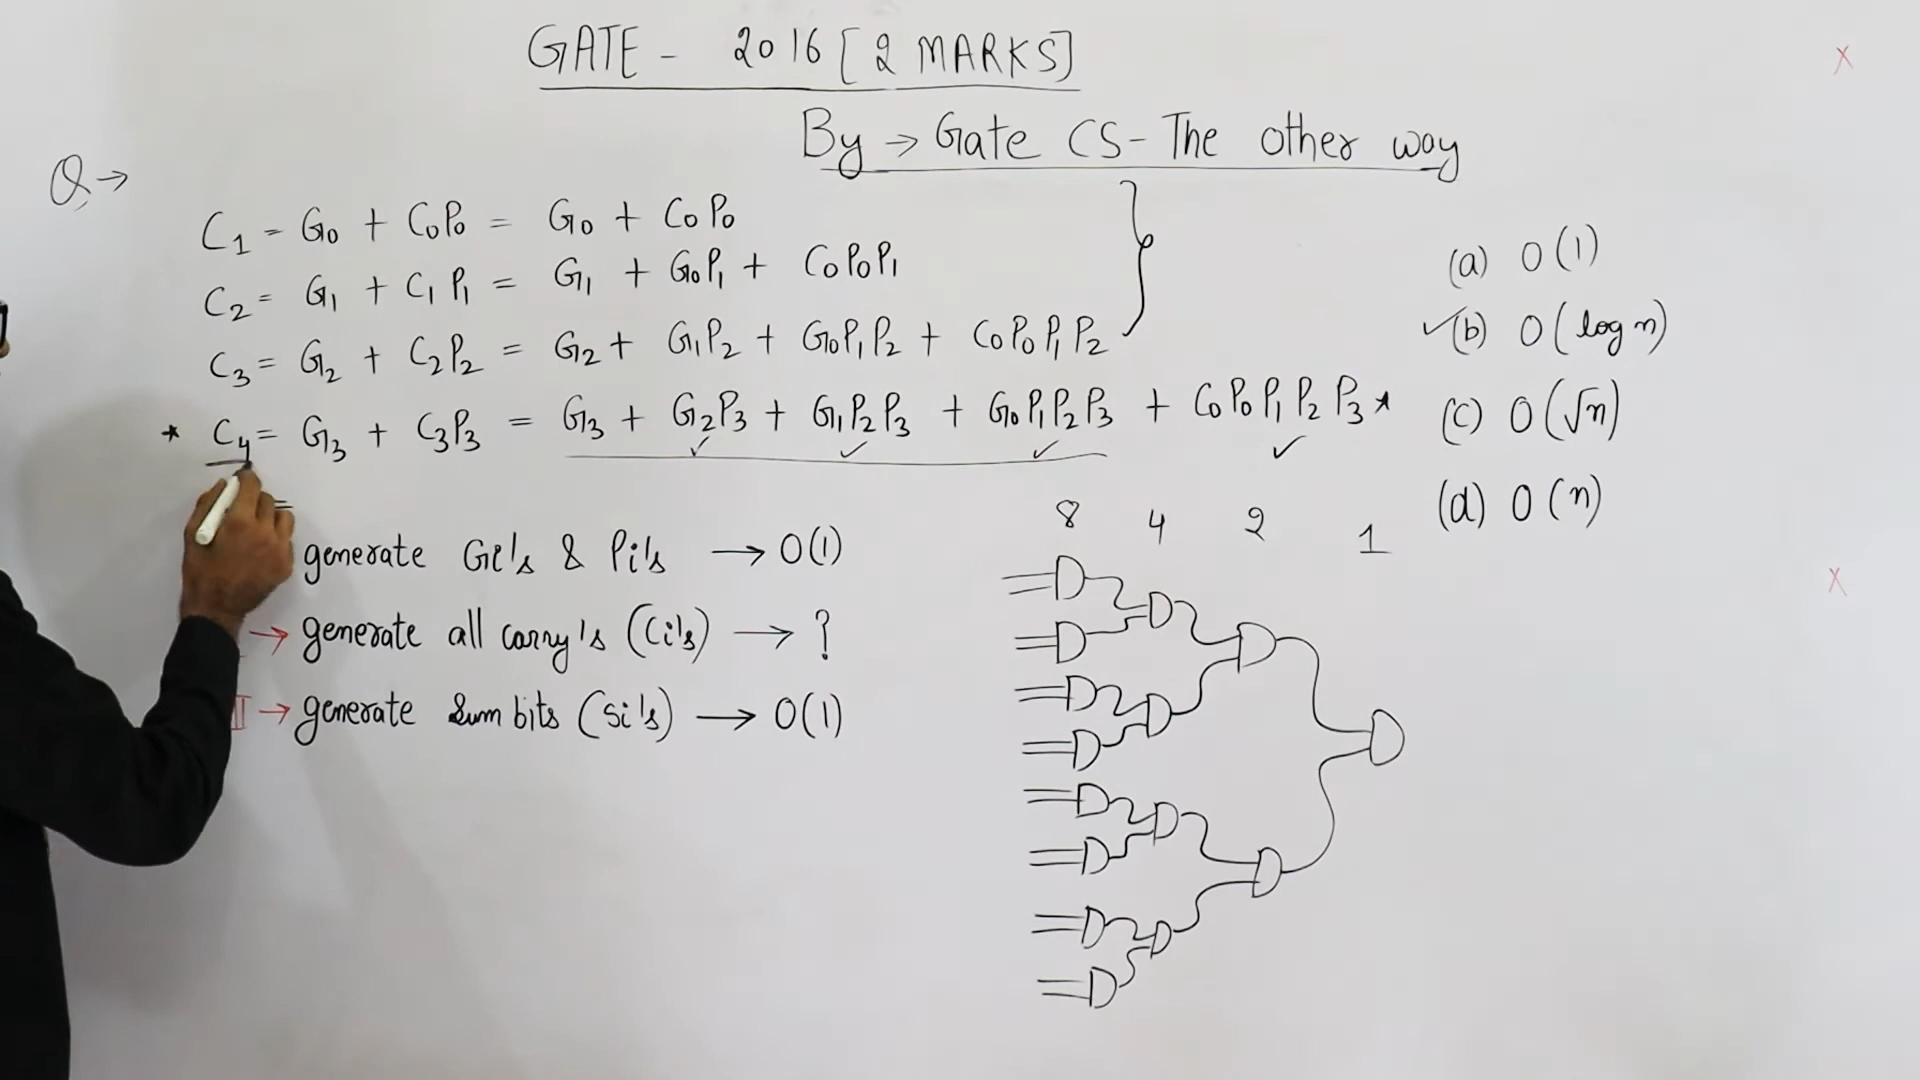 GATE - 2016 [2 MARKS]
By → Gate CS - The other way
Q →
C1 = G0 + C0P0 = G0 + C0P0
C2 = G1 + C1P1 = G1 + G0P1 + C0P0P1
C3 = G2 + C2P2 = G2 + G1P2 + G0P1P2 + C0P0P1P2
* C4 = G3 + C3P3 = G3 + G2P3 + G1P2P3 + G0P1P2P3 + C0P0P1P2P3 *
(a) O(1)
✓(b) O(log n)
(c) O(√n)
(d) O(n)
generate Gi's & Pi's → O(1)
→ generate all carry's (Ci's) → ?
II → generate sum bits (Si's) → O(1)
8 4 2 1